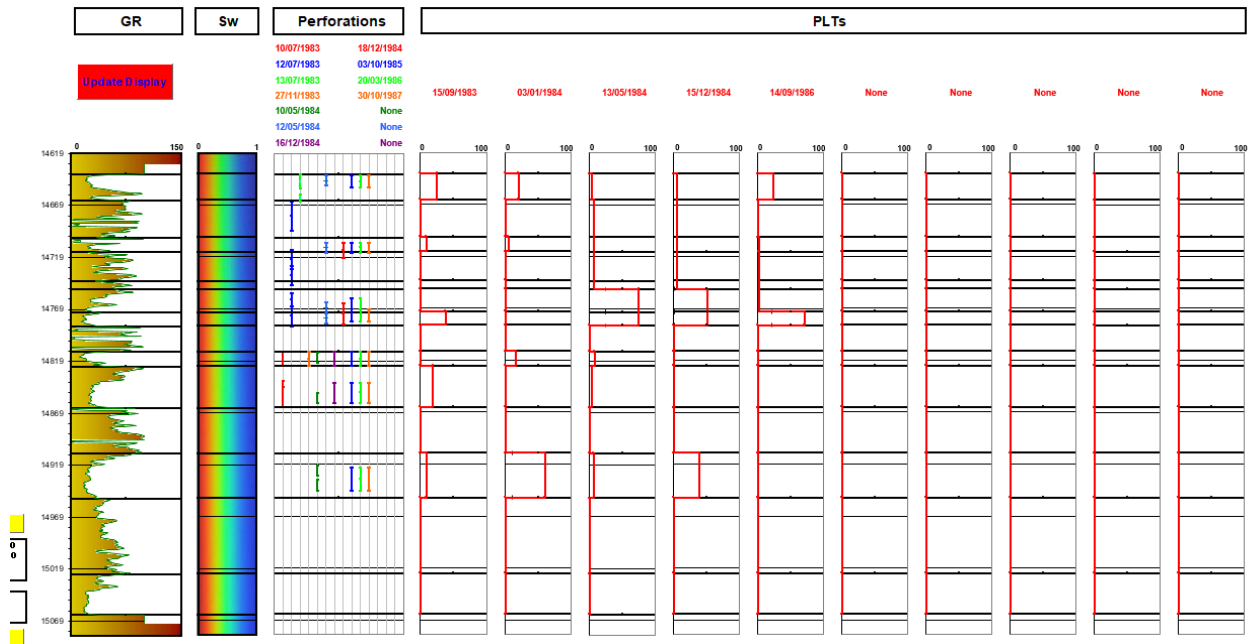 GR Sw Perforations PLTs
10/07/1983 18/12/1984
12/07/1983 03/10/1985
Update Display
13/07/1983 20/03/1986
15/09/1983 03/01/1984 13/05/1984 15/12/1984 14/09/1986 None None None None None
27/11/1983 30/10/1987
10/05/1984 None
12/05/1984 None
16/12/1984 None
0 150 0 1 0 100 0 100 0 100 0 100 0 100 0 100 0 100 0 100 0 100 0 100
14619
14669
14719
14769
14819
14869
14919
14969
0
0
15019
15069